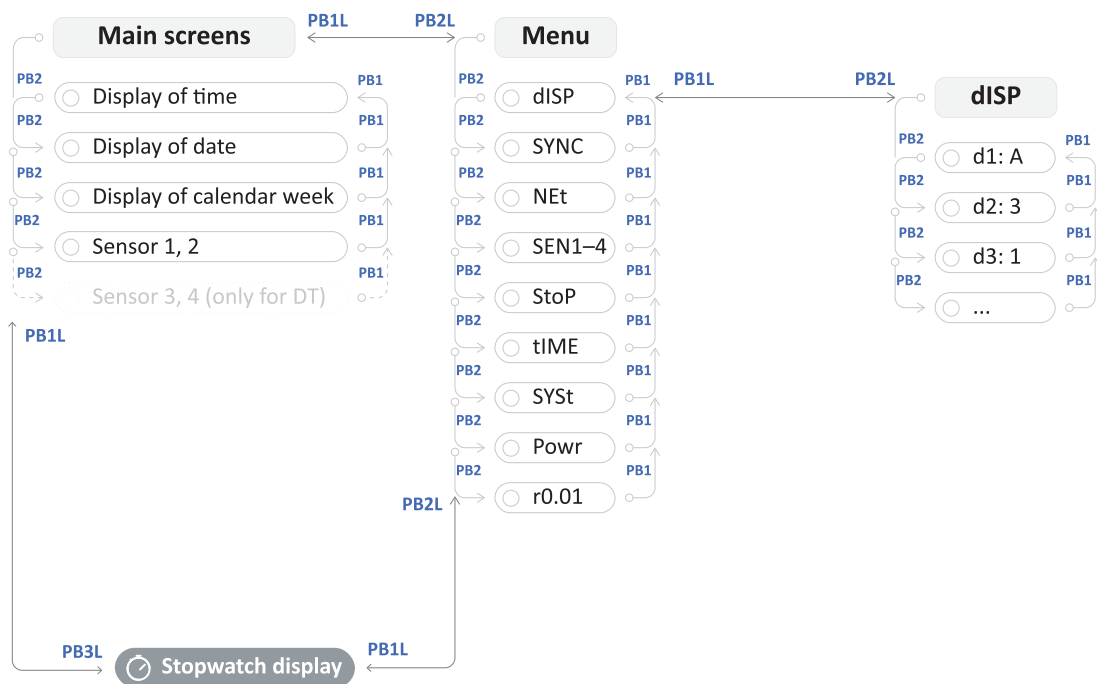 Main screens
PB1L
PB2L
Menu
PB2
PB1
Display of time
PB2
PB1
Display of date
PB2
PB1
Display of calendar week
PB2
PB1
Sensor 1, 2
PB2
PB1
Sensor 3, 4 (only for DT)
PB1L
PB2
PB1
dISP
PB2
PB1
SYNC
PB2
PB1
NEt
PB2
PB1
SEN1–4
PB2
PB1
StoP
PB2
PB1
tIME
PB2
PB1
SYSt
PB2
PB1
Powr
PB2
PB1
r0.01
PB2L
PB1L
PB2L
dISP
PB2
PB1
d1: A
PB2
PB1
d2: 3
PB2
PB1
d3: 1
PB2
PB1
...
PB3L
Stopwatch display
PB1L